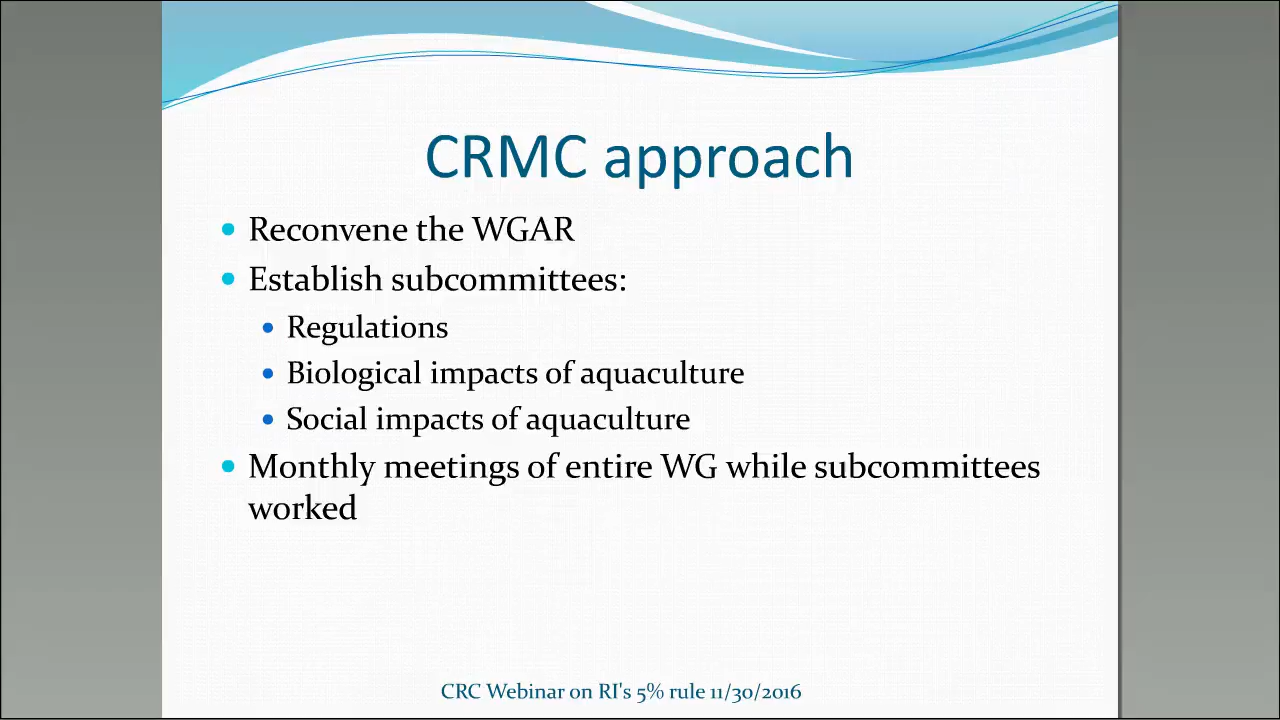 CRMC approach
Reconvene the WGAR
Establish subcommittees:
Regulations
Biological impacts of aquaculture
Social impacts of aquaculture
Monthly meetings of entire WG while subcommittees
worked
CRC Webinar on RI's 5% rule 11/30/2016